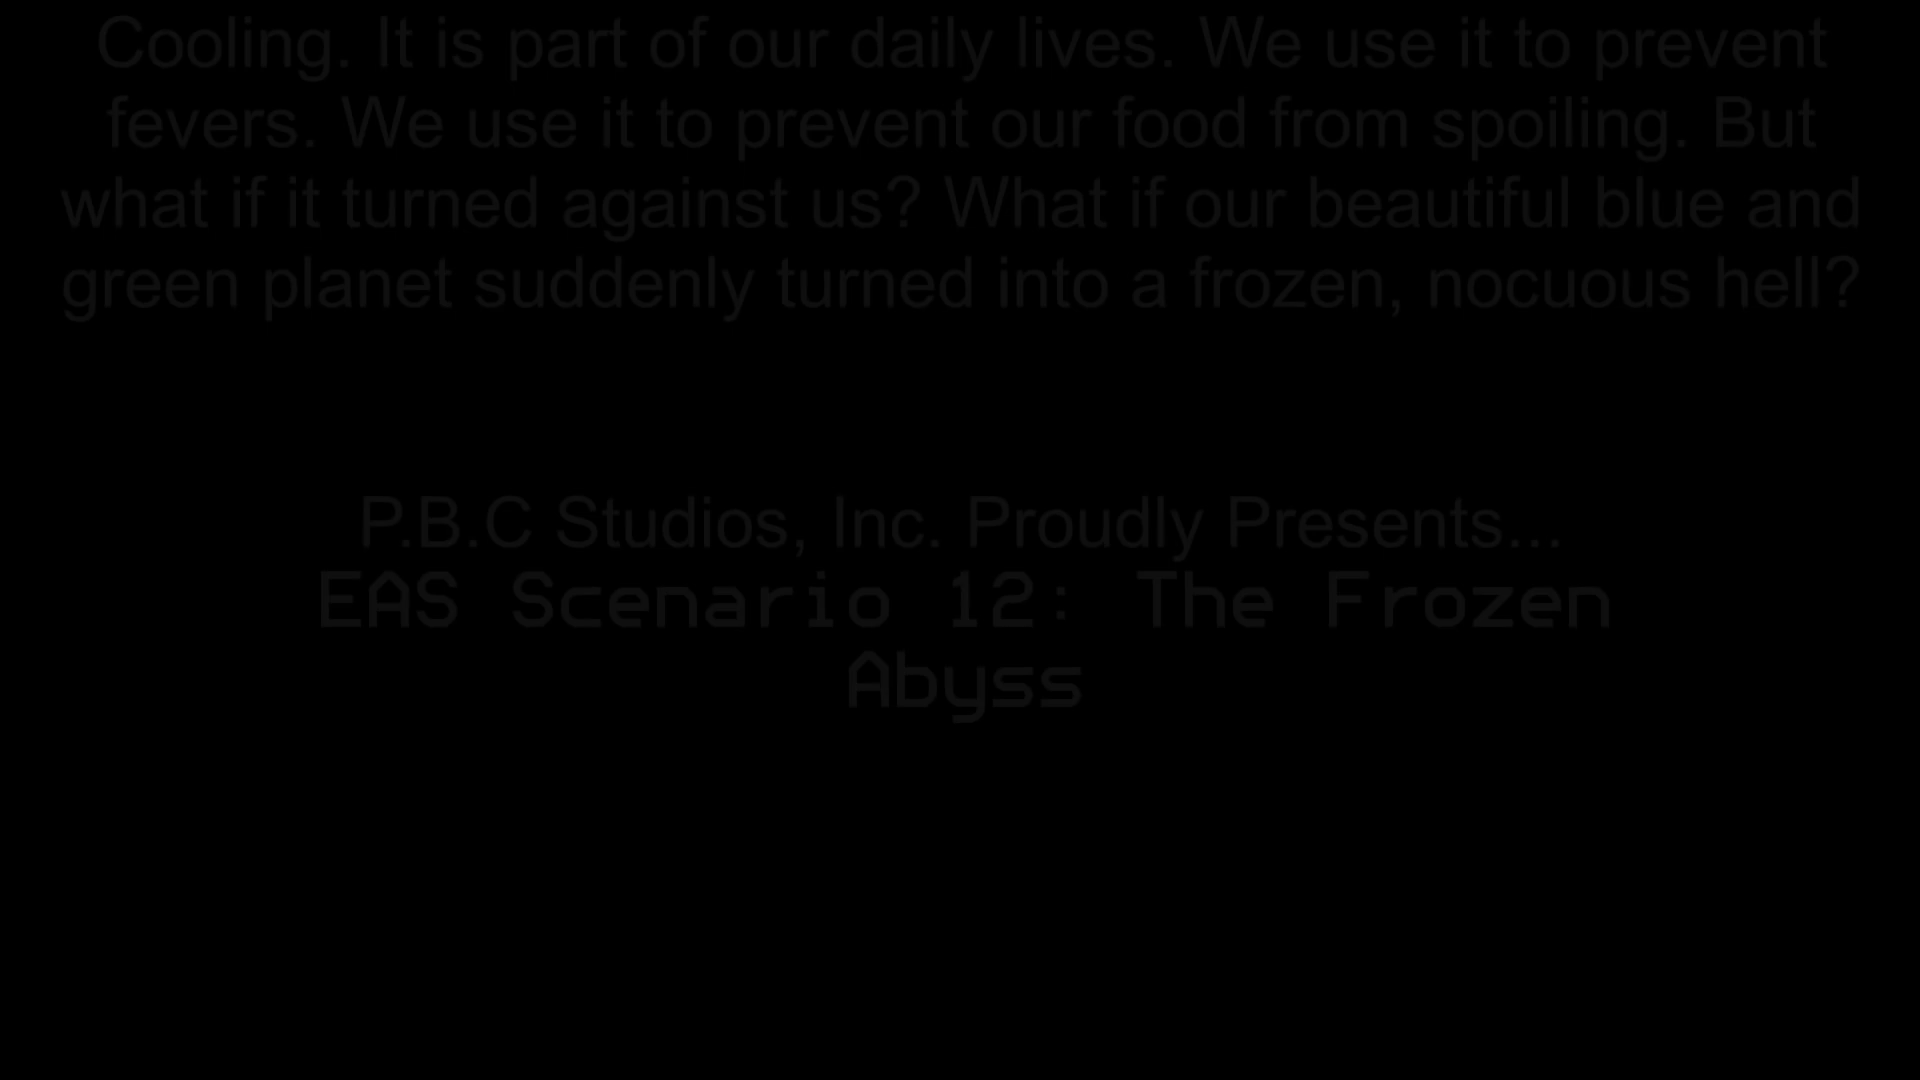 Cooling. It is part of our daily lives. We use it to prevent
fevers. We use it to prevent our food from spoiling. But
what if it turned against us? What if our beautiful blue and
green planet suddenly turned into a frozen, nocuous hell?
P.B.C Studios, Inc. Proudly Presents...
EAS Scenario 12: The Frozen
Abyss